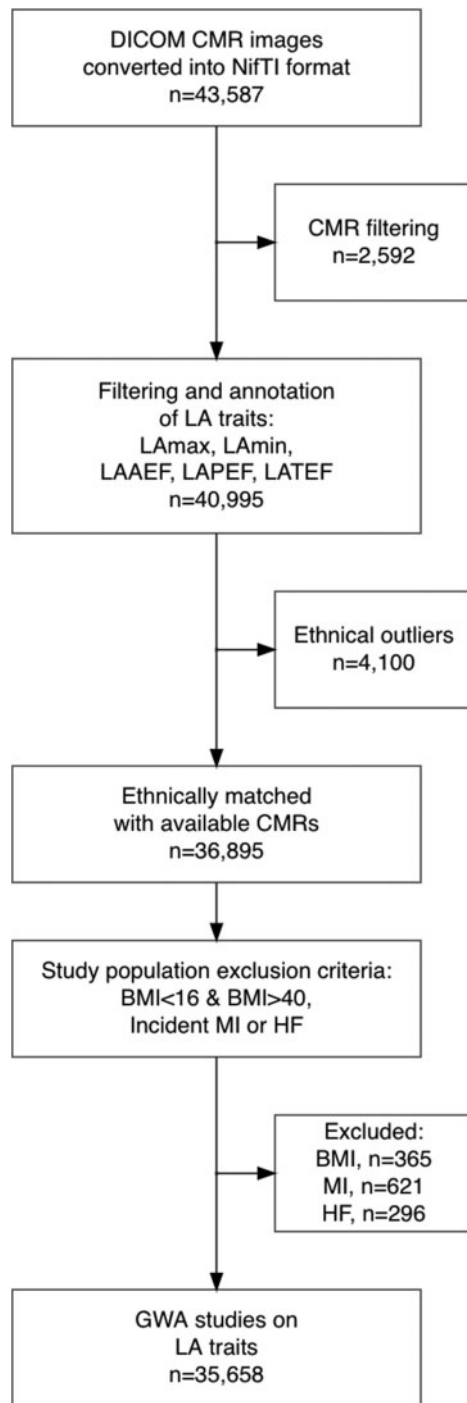 DICOM CMR images
converted into NifTI format
n=43,587
CMR filtering
n=2,592
Filtering and annotation
of LA traits:
LAmax, LAmin,
LAAEF, LAPEF, LATEF
n=40,995
Ethnical outliers
n=4,100
Ethnically matched
with available CMRs
n=36,895
Study population exclusion criteria:
BMI<16 & BMI>40,
Incident MI or HF
Excluded:
BMI, n=365
MI, n=621
HF, n=296
GWA studies on
LA traits
n=35,658